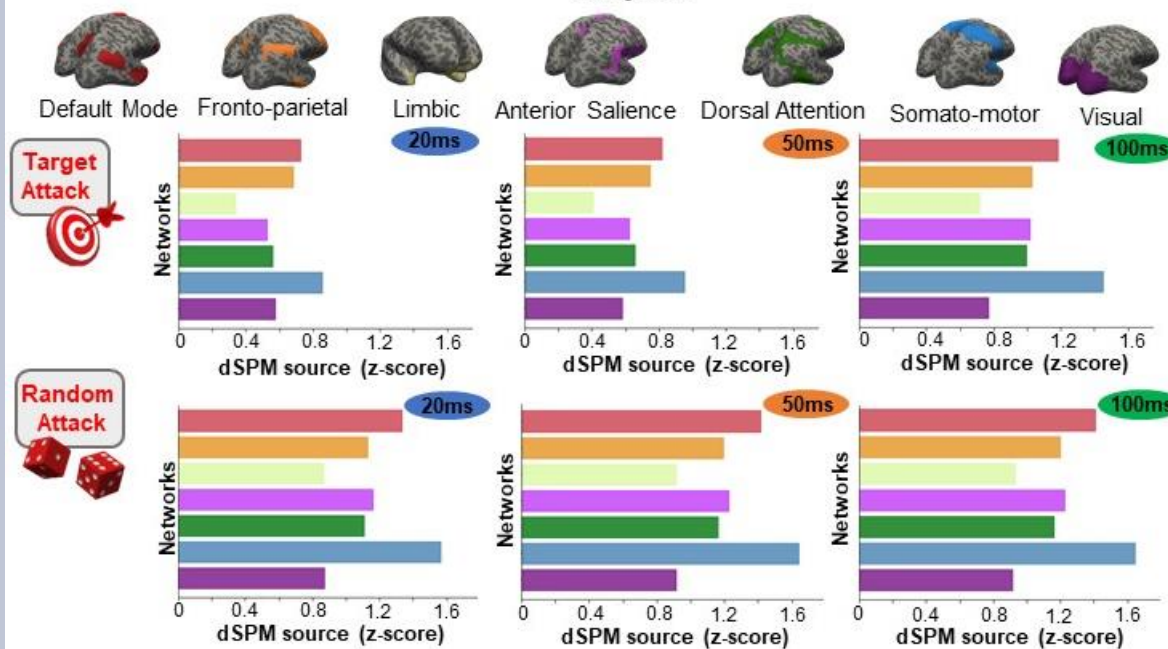 Default Mode
Fronto-parietal
Limbic
Anterior Salience
Dorsal Attention
Somato-motor
Visual
Target
Attack
Networks
20ms
0 0.4 0.8 1.2 1.6
dSPM source (z-score)
Networks
50ms
0 0.4 0.8 1.2 1.6
dSPM source (z-score)
Networks
100ms
0 0.4 0.8 1.2 1.6
dSPM source (z-score)
Random
Attack
Networks
20ms
0 0.4 0.8 1.2 1.6
dSPM source (z-score)
Networks
50ms
0 0.4 0.8 1.2 1.6
dSPM source (z-score)
Networks
100ms
0 0.4 0.8 1.2 1.6
dSPM source (z-score)